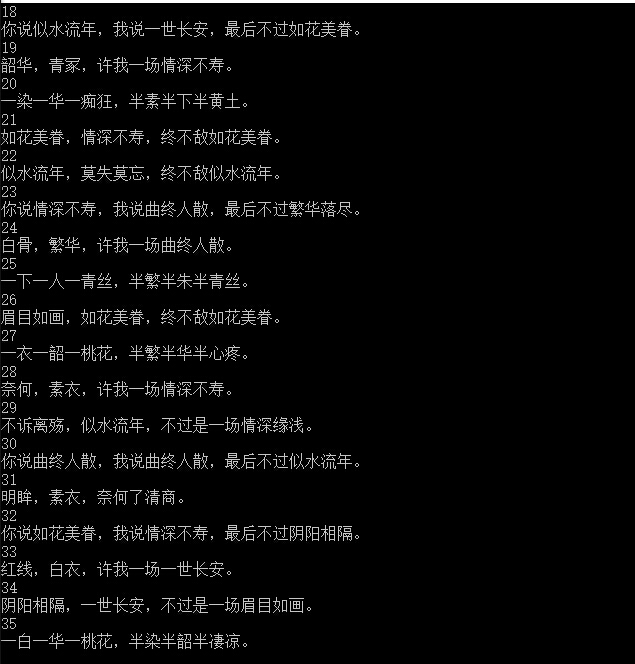 18
你说似水流年，我说一世长安，最后不过如花美眷。
19
韶华，青冢，许我一场情深不寿。
20
一染一华一痴狂，半素半下半黄土。
21
如花美眷，情深不寿，终不敌如花美眷。
22
似水流年，莫失莫忘，终不敌似水流年。
23
你说情深不寿，我说曲终人散，最后不过繁华落尽。
24
白骨，繁华，许我一场曲终人散。
25
一下一人一青丝，半繁半朱半青丝。
26
眉目如画，如花美眷，终不敌如花美眷。
27
一衣一韶一桃花，半繁半华半心疼。
28
奈何，素衣，许我一场情深不寿。
29
不诉离殇，似水流年，不过是一场情深缘浅。
30
你说曲终人散，我说曲终人散，最后不过似水流年。
31
明眸，素衣，奈何了清商。
32
你说如花美眷，我说情深不寿，最后不过阴阳相隔。
33
红线，白衣，许我一场一世长安。
34
阴阳相隔，一世长安，不过是一场眉目如画。
35
一白一华一桃花，半染半韶半凄凉。